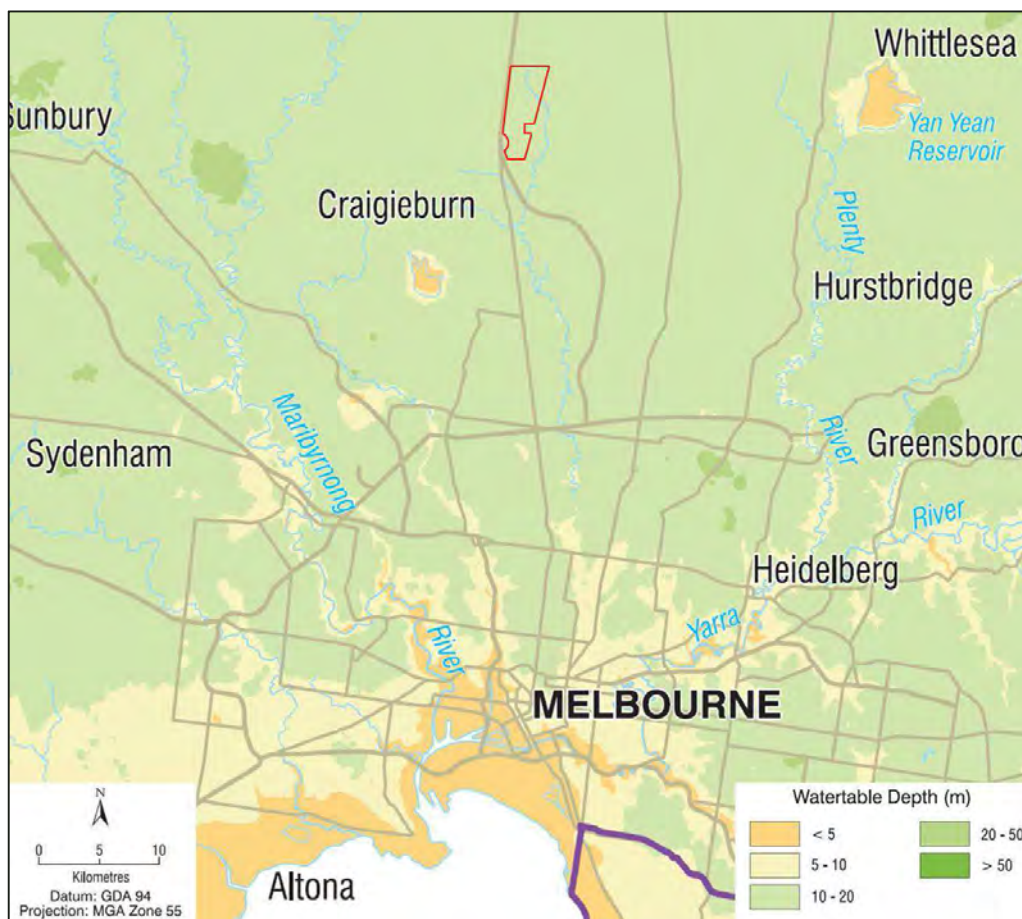 Whittlesea
Sunbury
Yan Yean
Reservoir
Craigieburn
Plenty
Hurstbridge
Maribyrnong
Sydenham
River
Greensboro
River
Heidelberg
Yarra
River
MELBOURNE
N
0 5 10
Kilometres
Datum: GDA 94
Projection: MGA Zone 55
Altona
Watertable Depth (m)
< 5
5 - 10
10 - 20
20 - 50
> 50